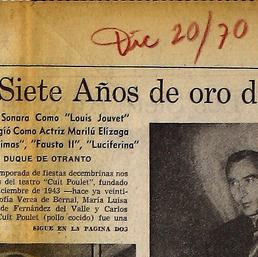 Dic 20/70
Siete Años de oro d
Sonara Como "Louis Jouvet"
gió Como Actriz Marilú Elízaga
imas", "Fausto II", "Luciferina"
DUQUE DE OTRANTO
mporada de fiestas decembrinas nos
s del teatro "Cuit Poulet", fundado
iciembre de 1943 —hace ya veinti-
ofía Verea de Bernal, María Luisa
de Fernández del Valle y Carlos
Cuit Poulet (pollo cocido) fue una
SIGUE EN LA PAGINA DOS